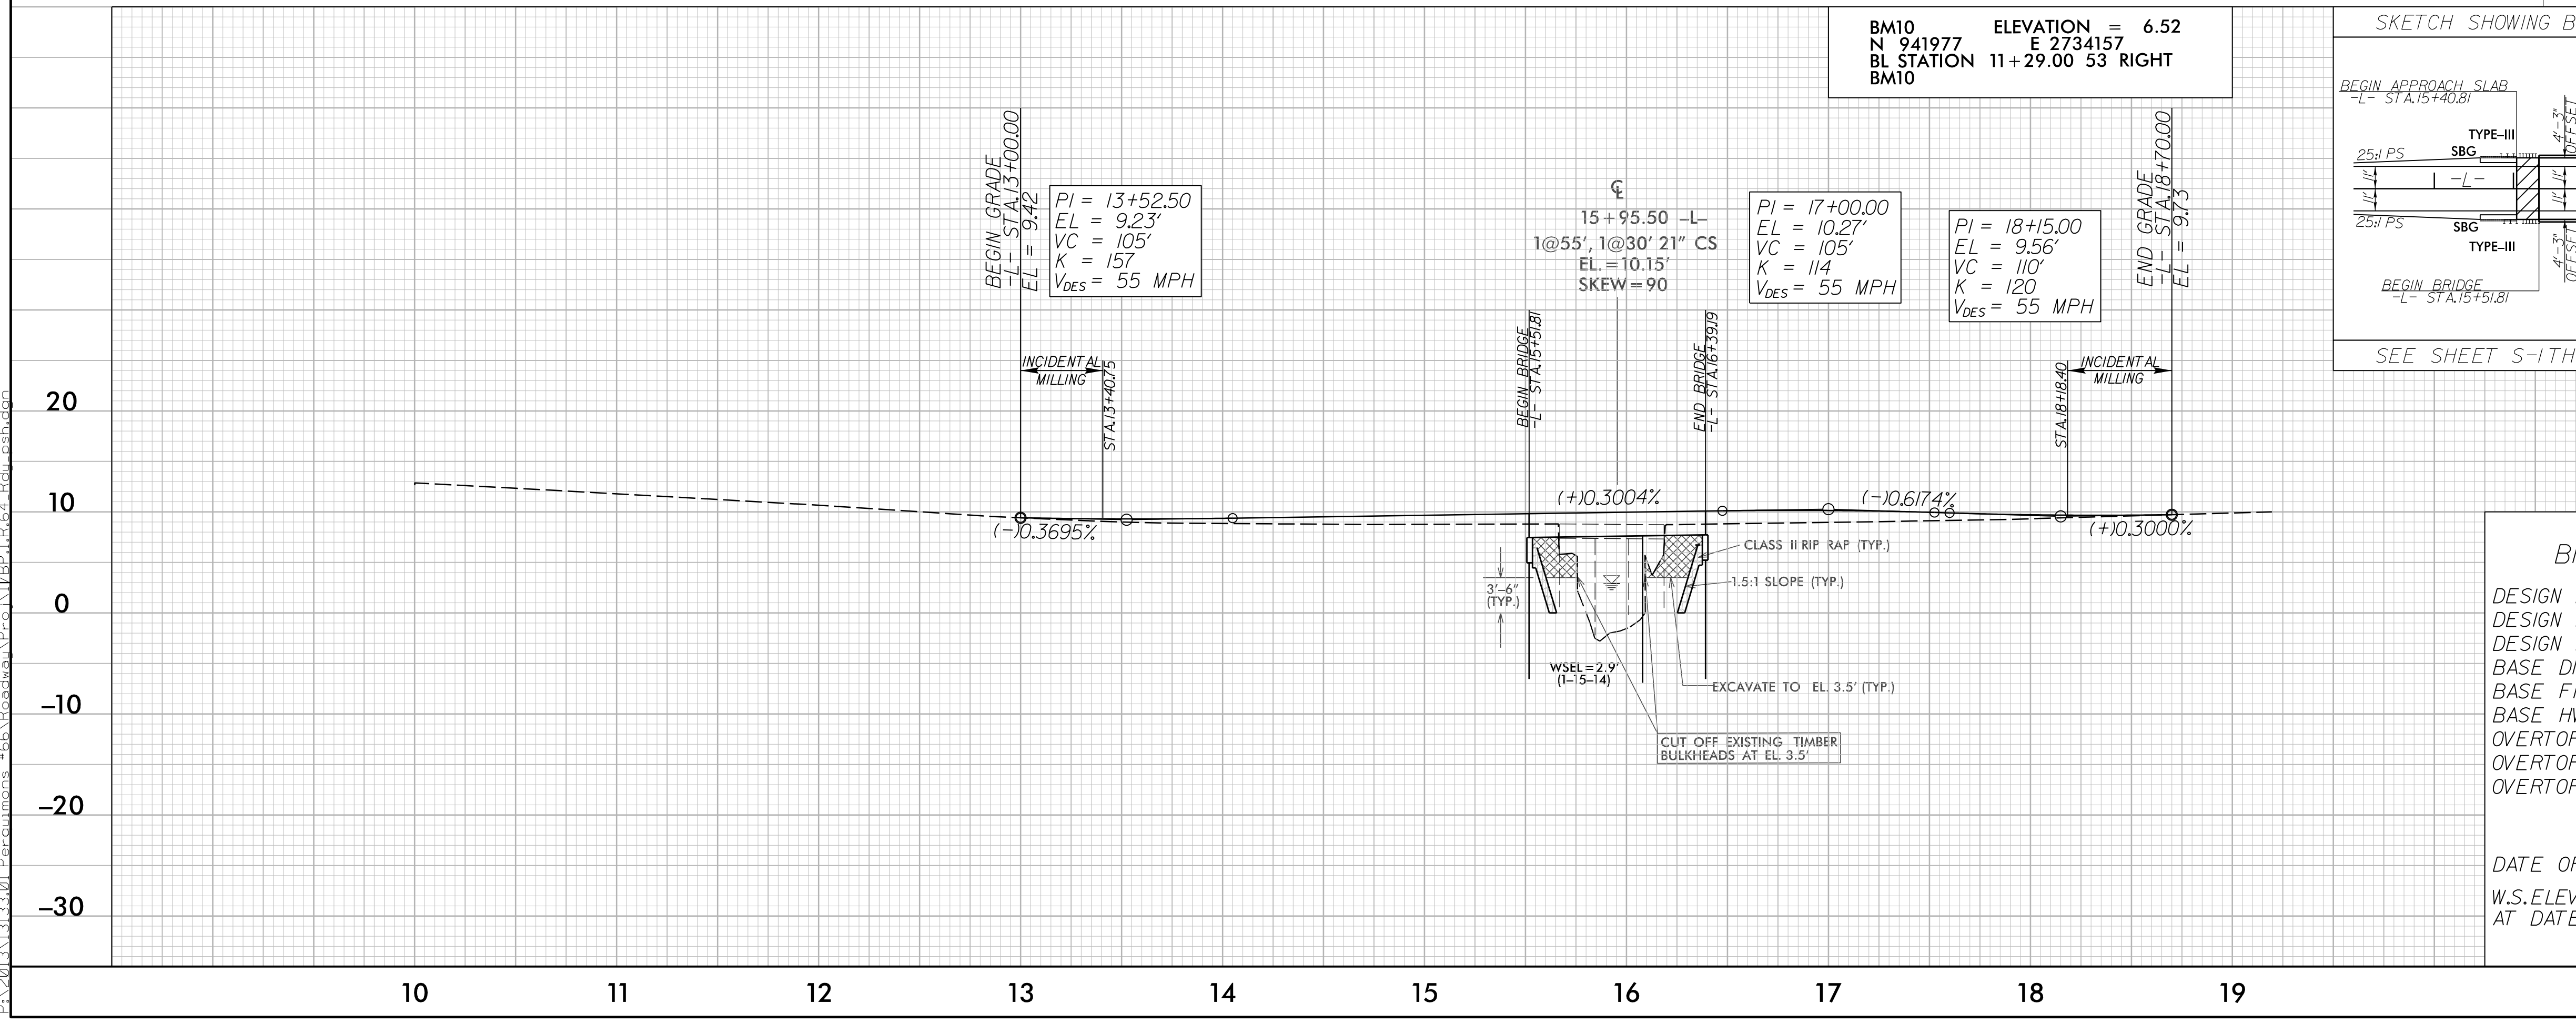 BM10 ELEVATION = 6.52
N 941977 E 2734157
BL STATION 11+29.00 53 RIGHT
BM10
SKETCH SHOWING B
BEGIN APPROACH SLAB
-L- STA.15+40.81
TYPE-III
25:1 PS
SBG
4'-3"
OFFSET
11'
-L-
11'
11'
11'
25:1 PS
SBG
TYPE-III
4'-3"
OFFSET
BEGIN BRIDGE
-L- STA.15+51.81
SEE SHEET S-1 TH
BEGIN GRADE
-L- STA.13+00.00
EL = 9.42
PI = 13+52.50
EL = 9.23'
VC = 105'
K = 157
VDES = 55 MPH
℄
15+95.50 -L-
1@55', 1@30' 21" CS
EL.=10.15'
SKEW=90
PI = 17+00.00
EL = 10.27'
VC = 105'
K = 114
VDES = 55 MPH
PI = 18+15.00
EL = 9.56'
VC = 110'
K = 120
VDES = 55 MPH
END GRADE
-L- STA.18+70.00
EL = 9.73
INCIDENTAL
MILLING
STA.13+40.75
BEGIN BRIDGE
-L- STA.15+51.81
END BRIDGE
-L- STA.16+39.19
STA.18+18.40
INCIDENTAL
MILLING
20
10
0
-10
-20
-30
(-)0.3695%
(+)0.3004%
(-)0.6174%
(+)0.3000%
CLASS II RIP RAP (TYP.)
1.5:1 SLOPE (TYP.)
3'-6"
(TYP.)
WSEL=2.9'
(1-15-14)
EXCAVATE TO EL. 3.5' (TYP.)
CUT OFF EXISTING TIMBER
BULKHEADS AT EL. 3.5'
DESIGN
DESIGN
DESIGN
BASE DI
BASE F
BASE H
OVERTOP
OVERTOP
OVERTOP
DATE OF
W.S.ELEV
AT DATE
10 11 12 13 14 15 16 17 18 19